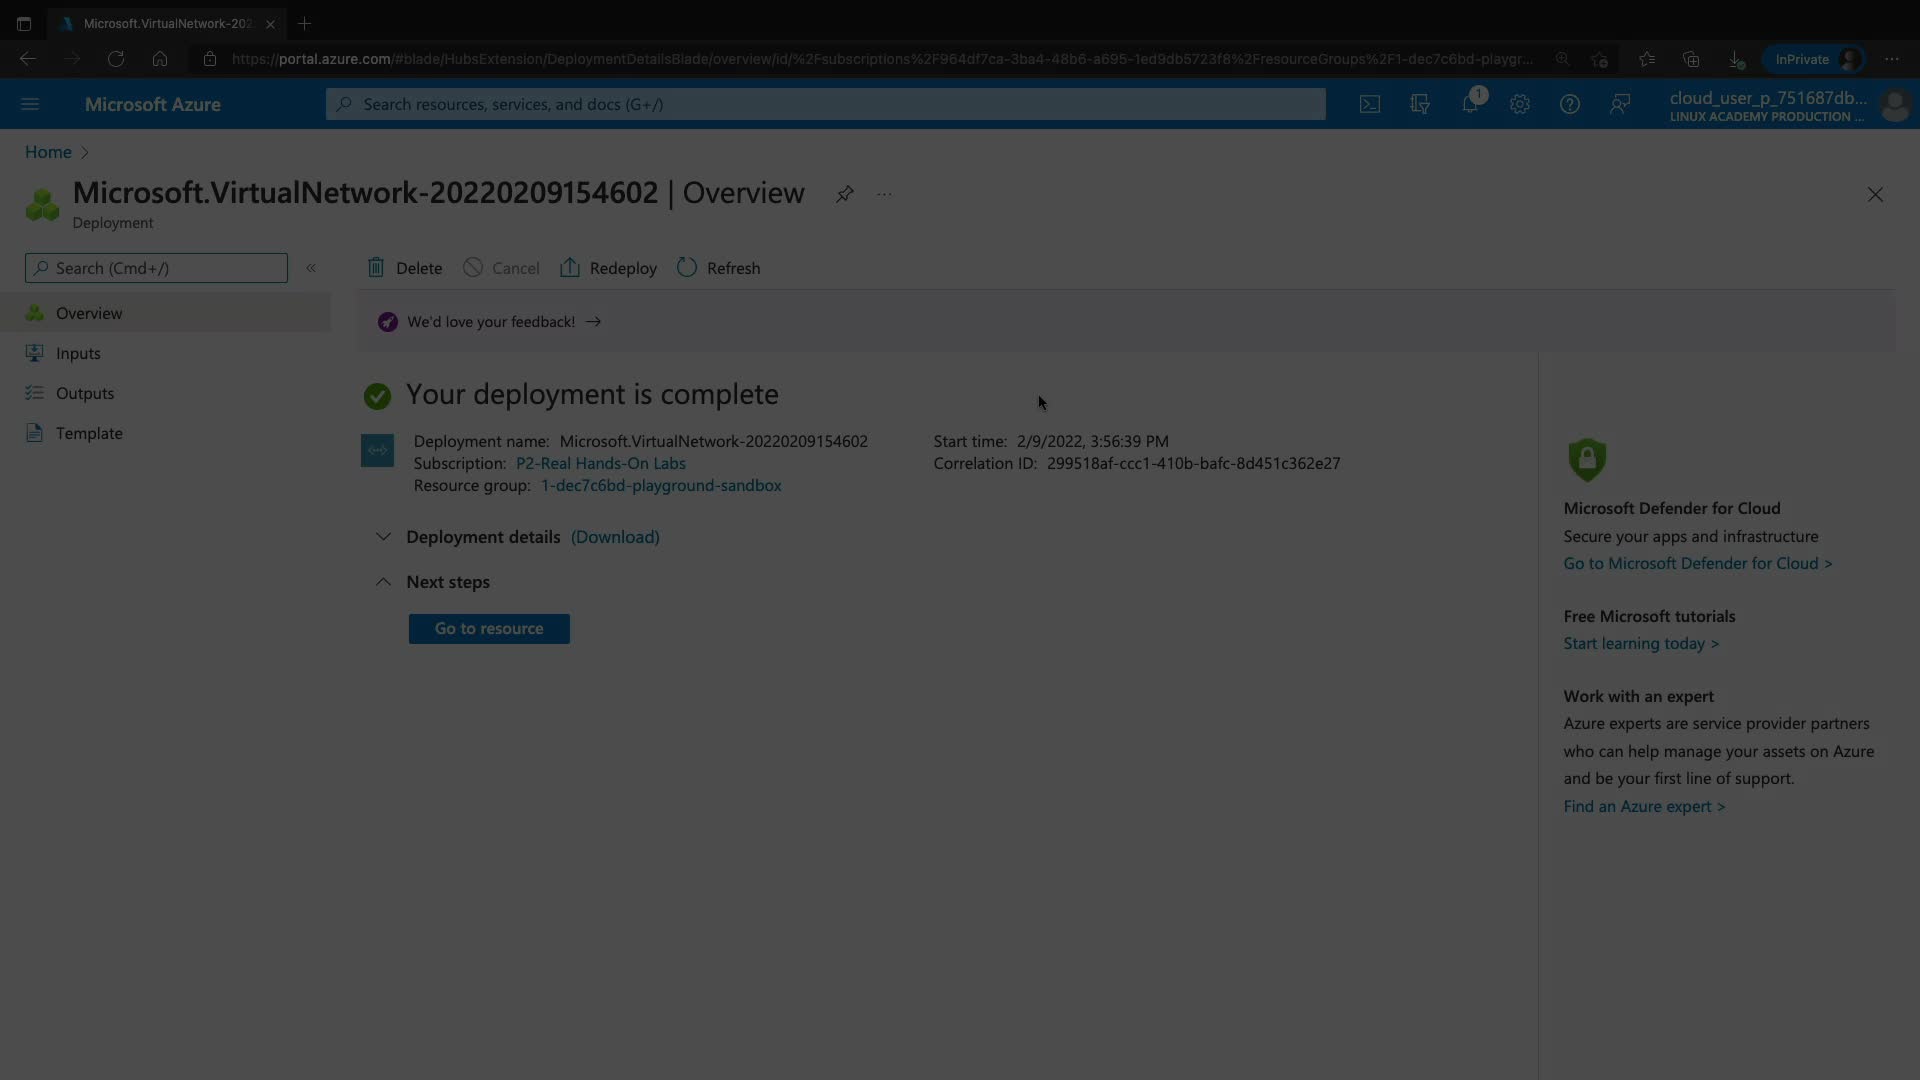 Microsoft.VirtualNetwork-202
https://portal.azure.com/#blade/HubsExtension/DeploymentDetailsBlade/overview/id/%2Fsubscriptions%2F964df7ca-3ba4-48b6-a695-1ed9db5723f8%2FresourceGroups%2F1-dec7c6bd-playgr...
InPrivate
Microsoft Azure
Search resources, services, and docs (G+/)
1
cloud_user_p_751687db...
LINUX ACADEMY PRODUCTION ...
Home
Microsoft.VirtualNetwork-20220209154602 | Overview
Deployment
Search (Cmd+/)
Delete
Cancel
Redeploy
Refresh
Overview
Inputs
Outputs
Template
We'd love your feedback!
Your deployment is complete
Deployment name: Microsoft.VirtualNetwork-20220209154602
Subscription: P2-Real Hands-On Labs
Resource group: 1-dec7c6bd-playground-sandbox
Start time: 2/9/2022, 3:56:39 PM
Correlation ID: 299518af-ccc1-410b-bafc-8d451c362e27
Deployment details (Download)
Next steps
Go to resource
Microsoft Defender for Cloud
Secure your apps and infrastructure
Go to Microsoft Defender for Cloud >
Free Microsoft tutorials
Start learning today >
Work with an expert
Azure experts are service provider partners
who can help manage your assets on Azure
and be your first line of support.
Find an Azure expert >